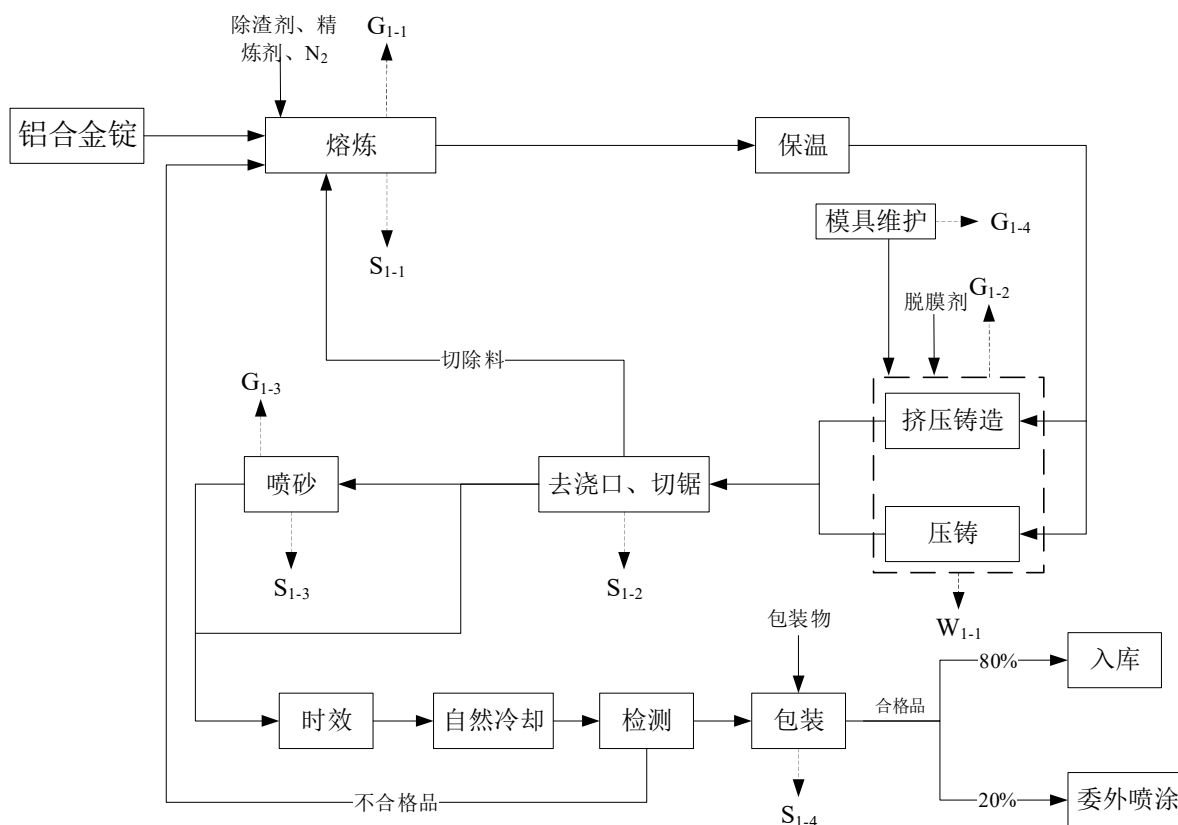 除渣剂、精
炼剂、N₂
G₁₋₁
铝合金锭
熔炼
保温
模具维护
G₁₋₄
S₁₋₁
脱膜剂
G₁₋₂
切除料
G₁₋₃
挤压铸造
喷砂
去浇口、切锯
压铸
S₁₋₃
S₁₋₂
包装物
W₁₋₁
80%
入库
时效
自然冷却
检测
包装
合格品
不合格品
S₁₋₄
20%
委外喷涂